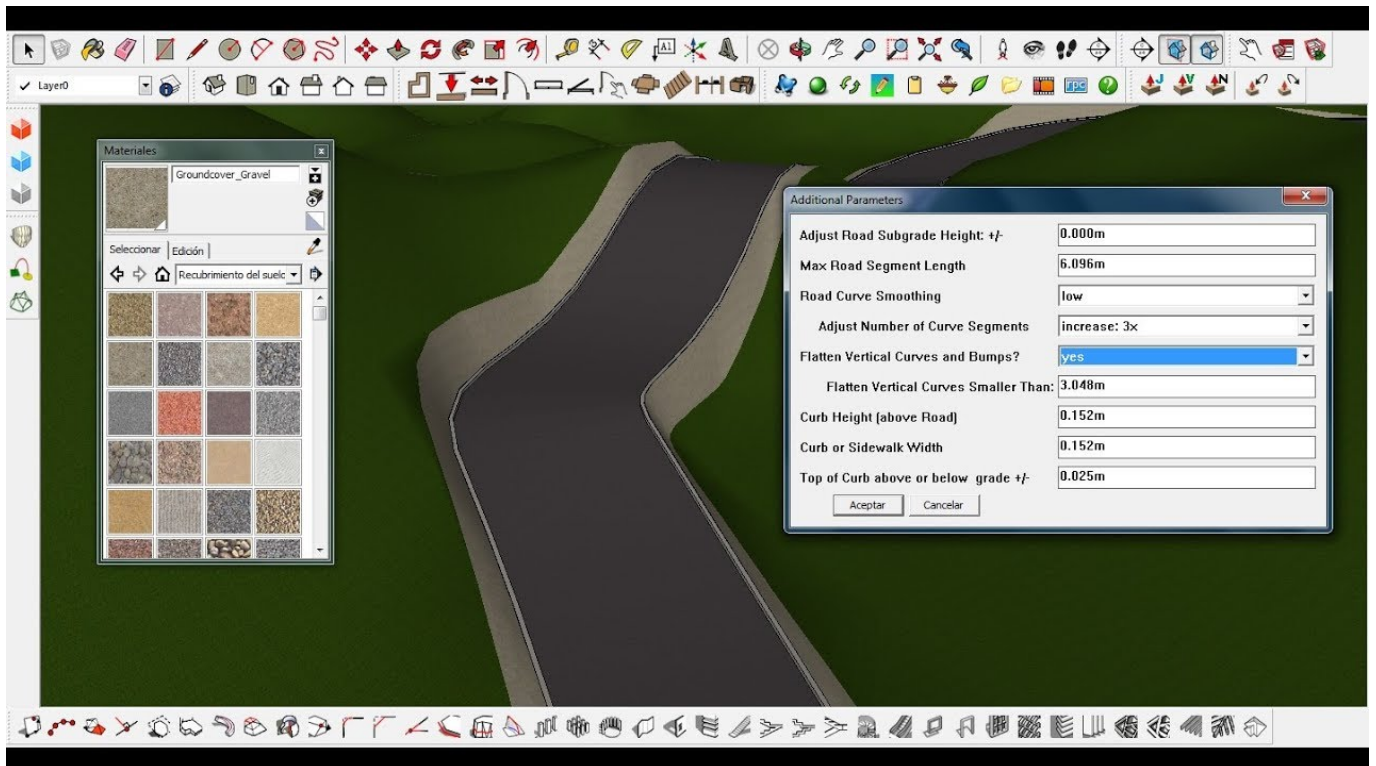 A1
Layer0
rpc
J
V
N
Materiales
Groundcover_Gravel
Seleccionar
Edición
Recubrimiento del suelc
Additional Parameters
Adjust Road Subgrade Height: +/- 0.000m
Max Road Segment Length 6.096m
Road Curve Smoothing low
Adjust Number of Curve Segments increase: 3x
Flatten Vertical Curves and Bumps? yes
Flatten Vertical Curves Smaller Than: 3.048m
Curb Height (above Road) 0.152m
Curb or Sidewalk Width 0.152m
Top of Curb above or below grade +/- 0.025m
Aceptar Cancelar